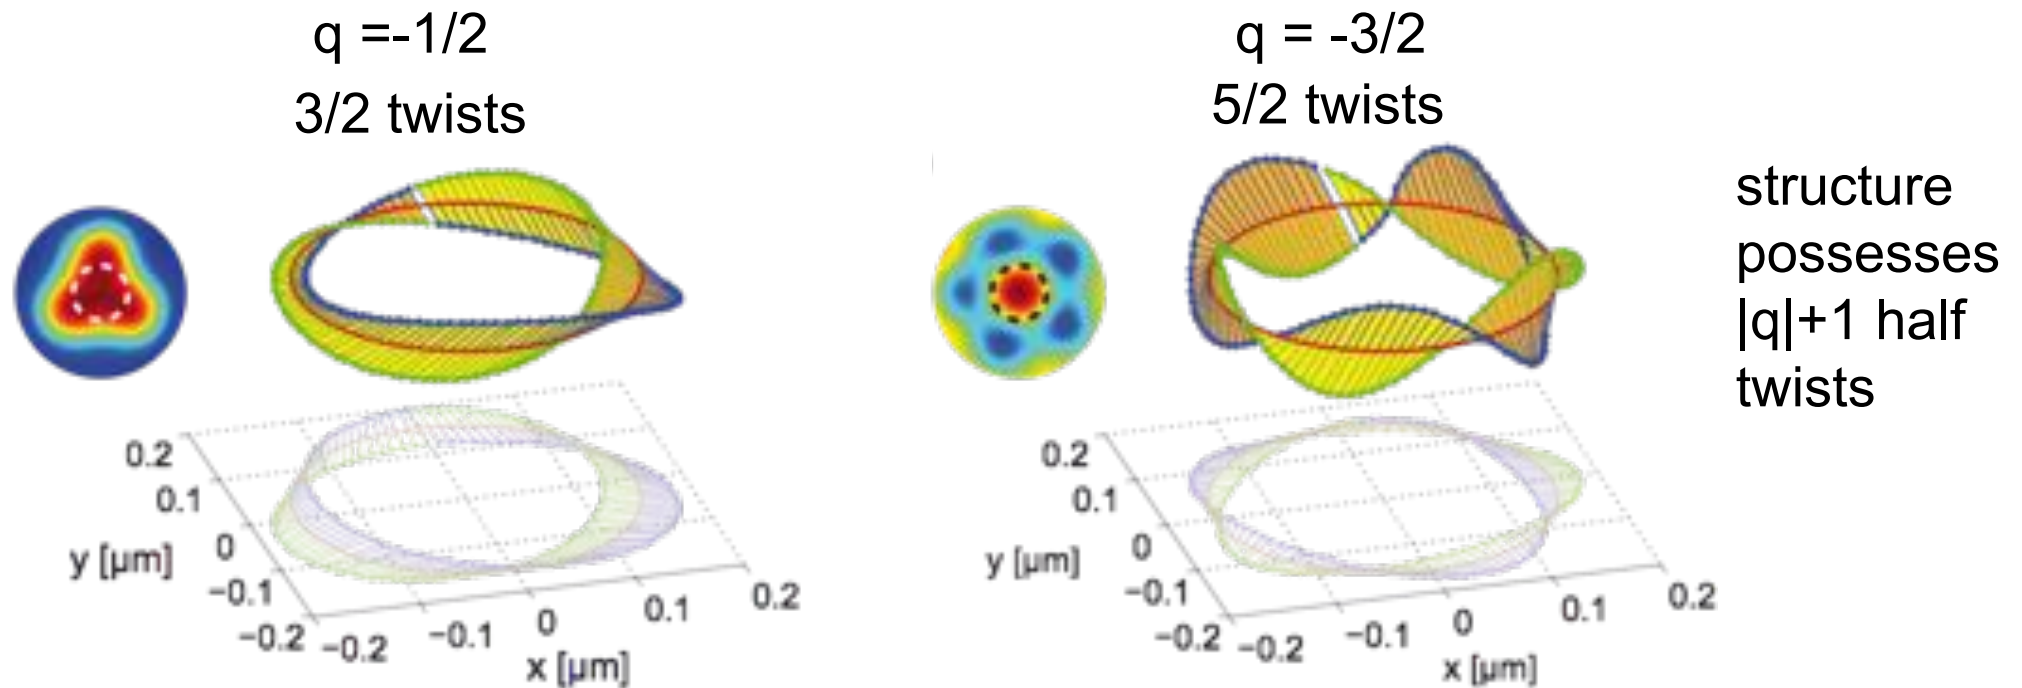 q =-1/2
3/2 twists
q = -3/2
5/2 twists
structure
possesses
|q|+1 half
twists
0.2
0.1
0
−0.1
−0.2
y [μm]
−0.2
−0.1
0
0.1
0.2
x [μm]
0.2
0.1
0
−0.1
−0.2
y [μm]
−0.2
−0.1
0
0.1
0.2
x [μm]